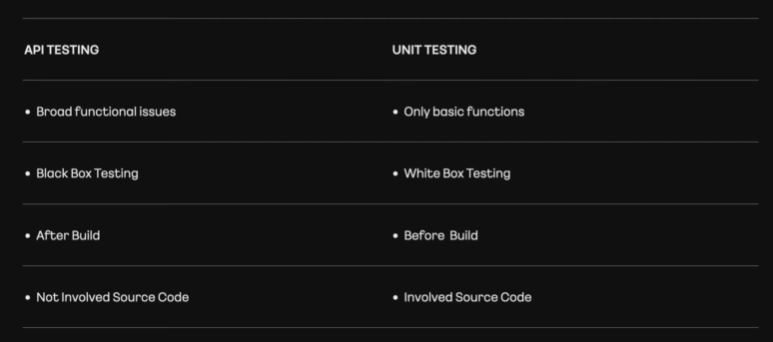 API TESTING UNIT TESTING
• Broad functional issues • Only basic functions
• Black Box Testing • White Box Testing
• After Build • Before Build
• Not Involved Source Code • Involved Source Code